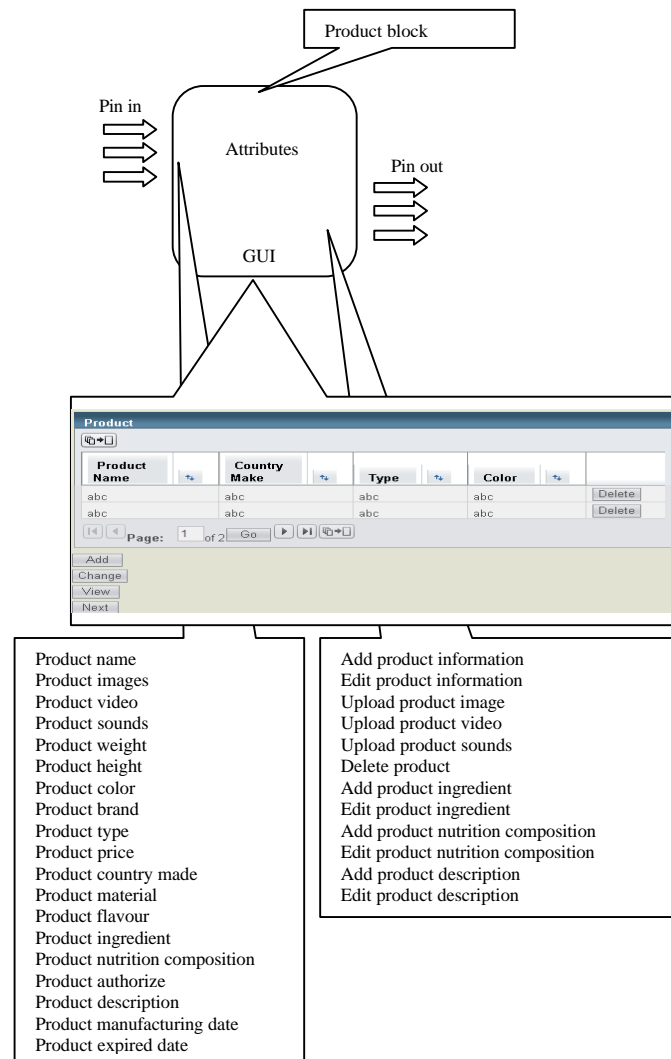 Product block
Pin in
Attributes
Pin out
GUI
Product
Product Name
Country Make
Type
Color
abc abc abc abc Delete
abc abc abc abc Delete
Page: 1 of 2 Go
Add
Change
View
Next
Product name
Product images
Product video
Product sounds
Product weight
Product height
Product color
Product brand
Product type
Product price
Product country made
Product material
Product flavour
Product ingredient
Product nutrition composition
Product authorize
Product description
Product manufacturing date
Product expired date
Add product information
Edit product information
Upload product image
Upload product video
Upload product sounds
Delete product
Add product ingredient
Edit product ingredient
Add product nutrition composition
Edit product nutrition composition
Add product description
Edit product description